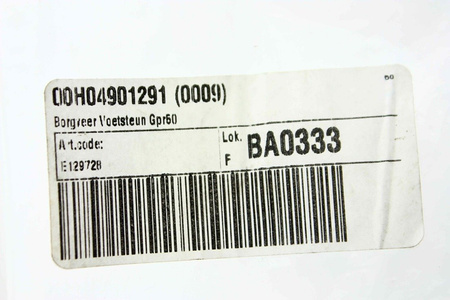 00H04901291 (0009)
Borgveer Voetsteun Gpr60
Art.code:
E129728
Lok.
F
BA0333